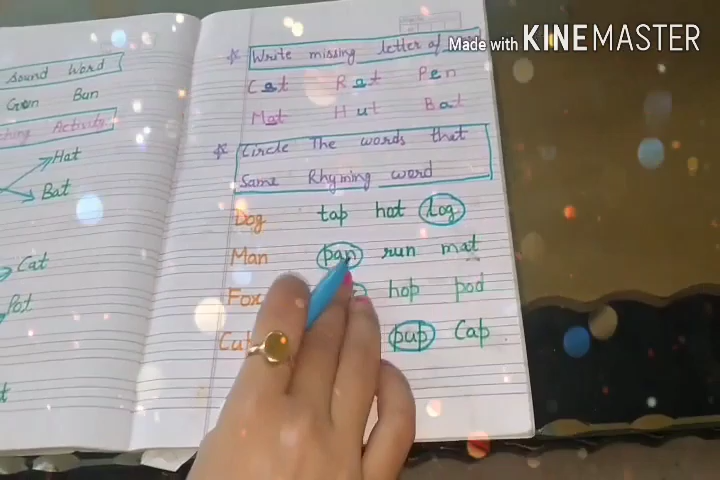 Made with KINEMASTER
Sound Word
Gun Bun
Activity
Hat
Bat
Cat
Pot
Write missing letter of
Cat Rat Pen
Mat Hut Bat
Circle The words that
Same Rhyming word
Dog tap hot log
Man pan run mat
Fox hop pod
Cup pup Cap